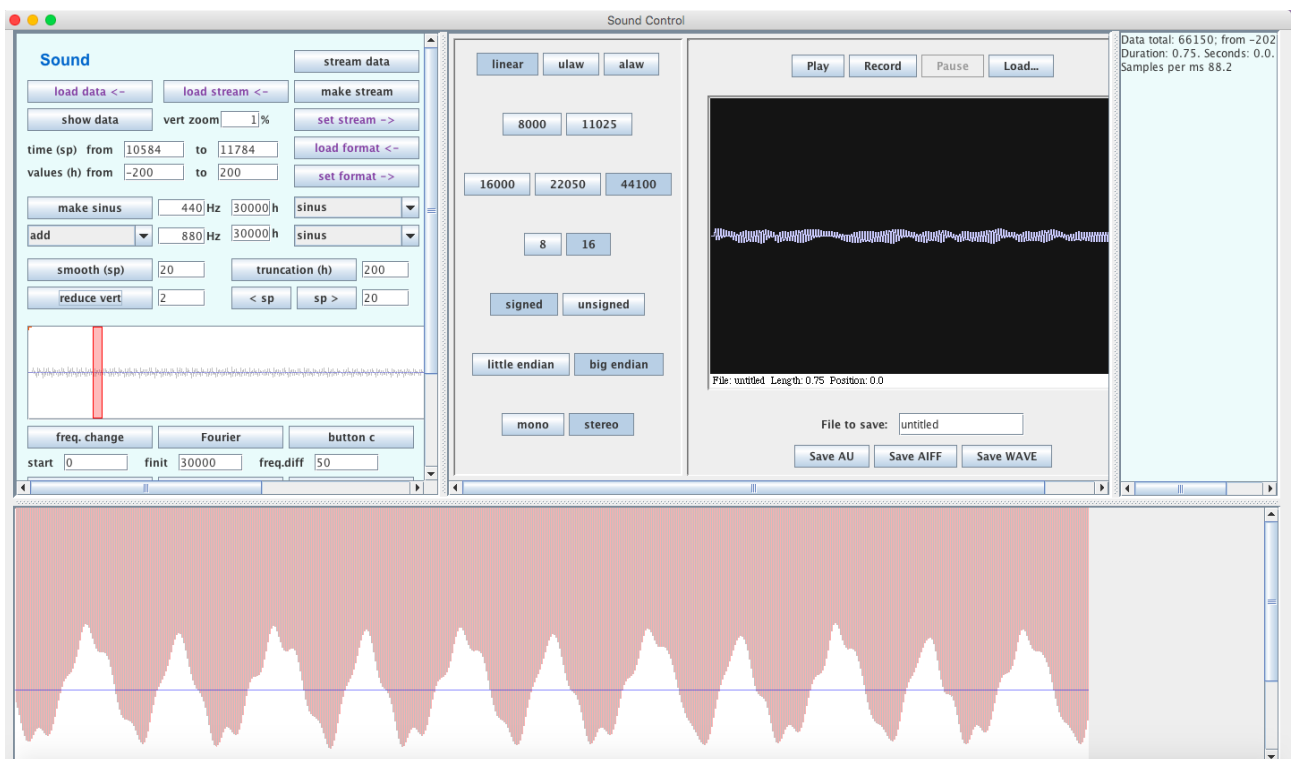 Sound Control
Sound
stream data
load data <-
load stream <-
make stream
show data
vert zoom 1 %
set stream ->
time (sp) from 10584 to 11784
load format <-
values (h) from -200 to 200
set format ->
make sinus 440 Hz 30000 h sinus
add 880 Hz 30000 h sinus
smooth (sp) 20 truncation (h) 200
reduce vert 2 < sp sp > 20
freq. change Fourier button c
start 0 finit 30000 freq.diff 50
linear ulaw alaw
8000 11025
16000 22050 44100
8 16
signed unsigned
little endian big endian
mono stereo
Play Record Pause Load...
File: untitled Length: 0.75 Position: 0.0
File to save: untitled
Save AU Save AIFF Save WAVE
Data total: 66150; from -202
Duration: 0.75. Seconds: 0.0.
Samples per ms 88.2